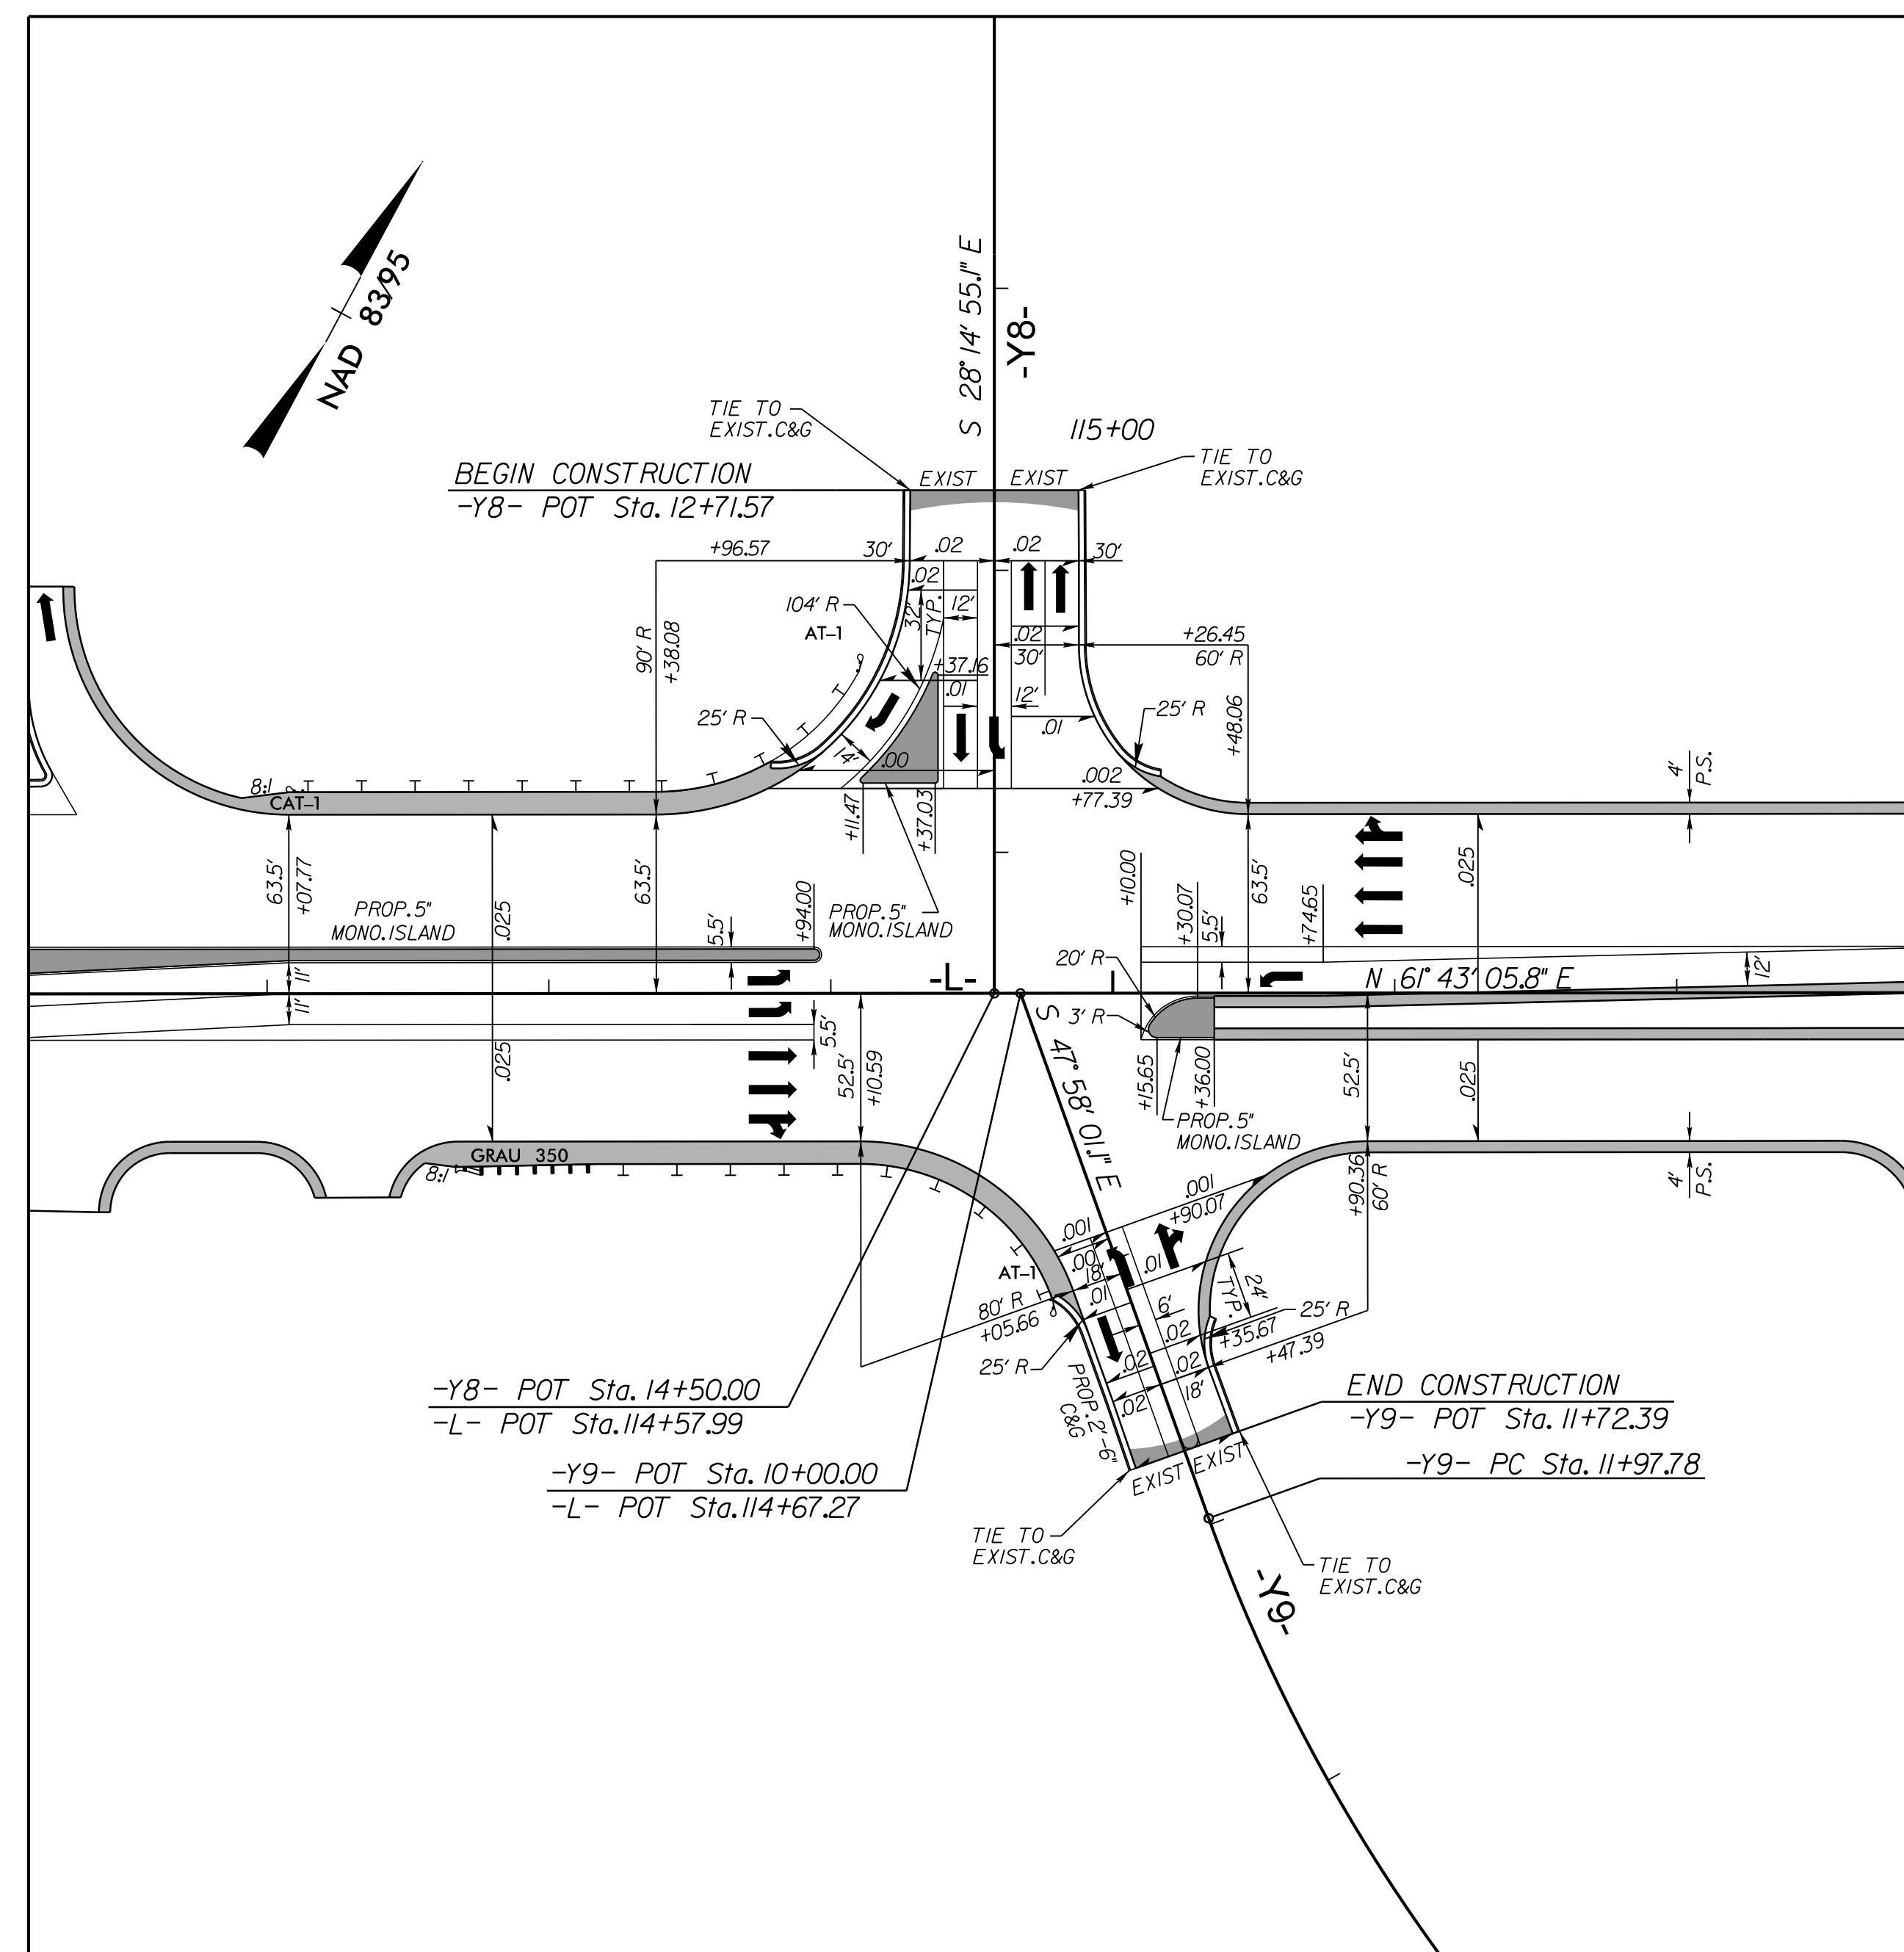 NAD 83/95
S 28° 14' 55.1" E
-Y8-
115+00
TIE TO
EXIST.C&G
BEGIN CONSTRUCTION
-Y8- POT Sta. 12+71.57
EXIST
EXIST
TIE TO
EXIST.C&G
+96.57
30'
.02
.02
30'
.02
90' R
+38.08
104' R
AT-1
32'
TYP.
12'
.02
30'
+26.45
60' R
+37.16
.01
12'
.01
25' R
25' R
+48.06
14'
.00
.002
+77.39
8:1
CAT-1
+11.47
+37.03
4'
P.S.
63.5'
+07.77
PROP.5"
MONO.ISLAND
.025
63.5'
5.5'
+94.00
PROP.5"
MONO.ISLAND
+10.00
+30.07
5.5'
63.5'
+74.65
.025
11'
11'
-L-
20' R
3' R
N 61° 43' 05.8" E
12'
S 47° 58' 01.1" E
.025
5.5'
52.5'
+10.59
+15.65
+36.00
PROP.5"
MONO.ISLAND
52.5'
.025
GRAU 350
8:1
+90.36
60' R
4'
P.S.
.001
+90.07
.001
.00
18'
.01
.01
AT-1
80' R
+05.66
24'
TYP.
6'
.02
25' R
+35.67
+47.39
25' R
.02
.02
.02
18'
PROP. 2'-6"
C&G
EXIST
EXIST
-Y8- POT Sta. 14+50.00
-L- POT Sta.114+57.99
-Y9- POT Sta. 10+00.00
-L- POT Sta.114+67.27
END CONSTRUCTION
-Y9- POT Sta. 11+72.39
-Y9- PC Sta. 11+97.78
TIE TO
EXIST.C&G
TIE TO
EXIST.C&G
-Y9-